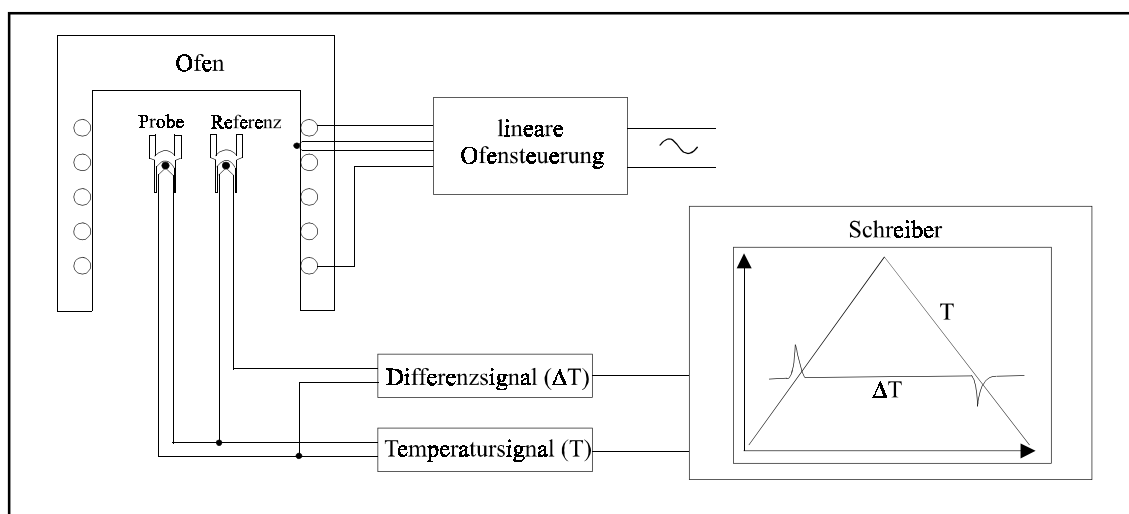 Ofen
Probe
Referenz
lineare
Ofensteuerung
Schreiber
T
ΔT
Differenzsignal (ΔT)
Temperatursignal (T)